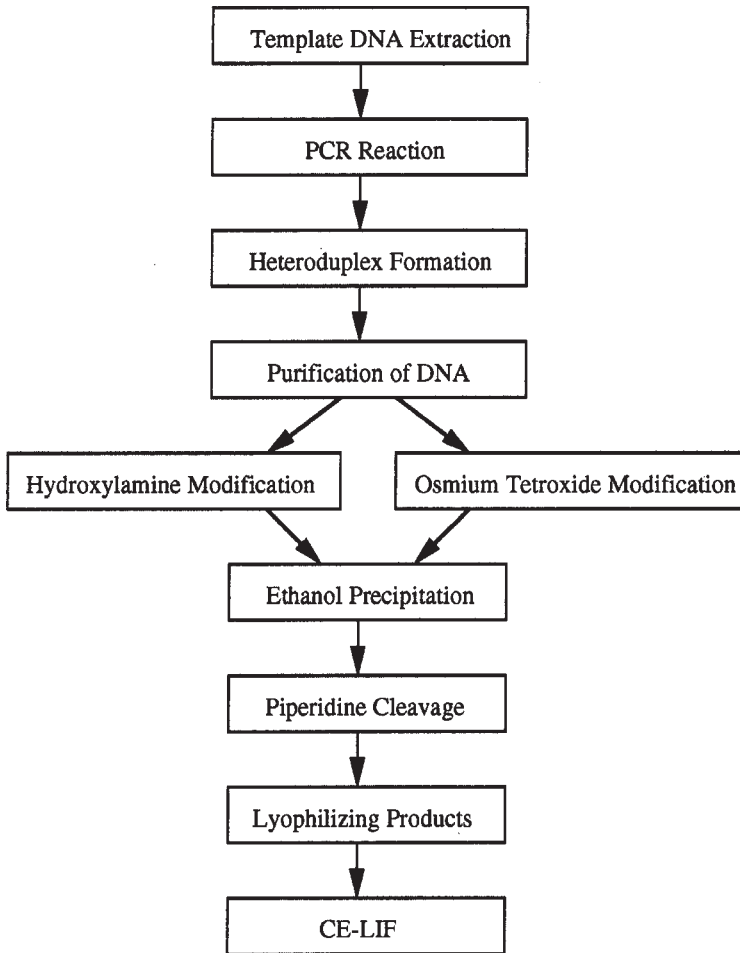 Template DNA Extraction
PCR Reaction
Heteroduplex Formation
Purification of DNA
Hydroxylamine Modification
Osmium Tetroxide Modification
Ethanol Precipitation
Piperidine Cleavage
Lyophilizing Products
CE-LIF